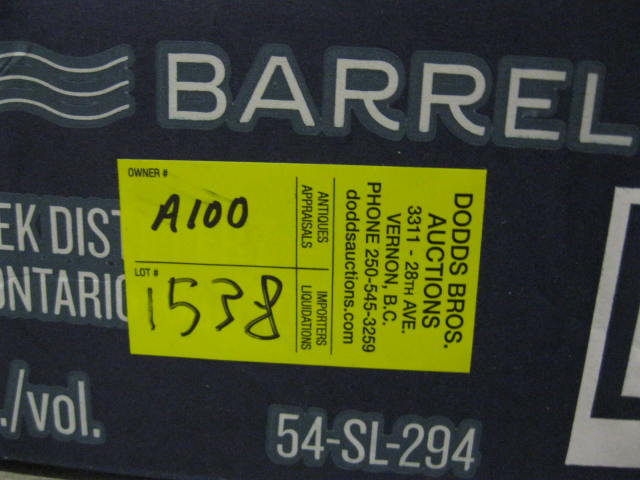 BARREL
OWNER #
A100
LOT #
1538
ANTIQUES
APPRAISALS
IMPORTERS
LIQUIDATIONS
DODDS BROS.
AUCTIONS
3311 - 28TH AVE.
VERNON, B.C.
PHONE 250-545-3259
doddsauctions.com
EK DIST
ONTARIO
./vol.
54-SL-294